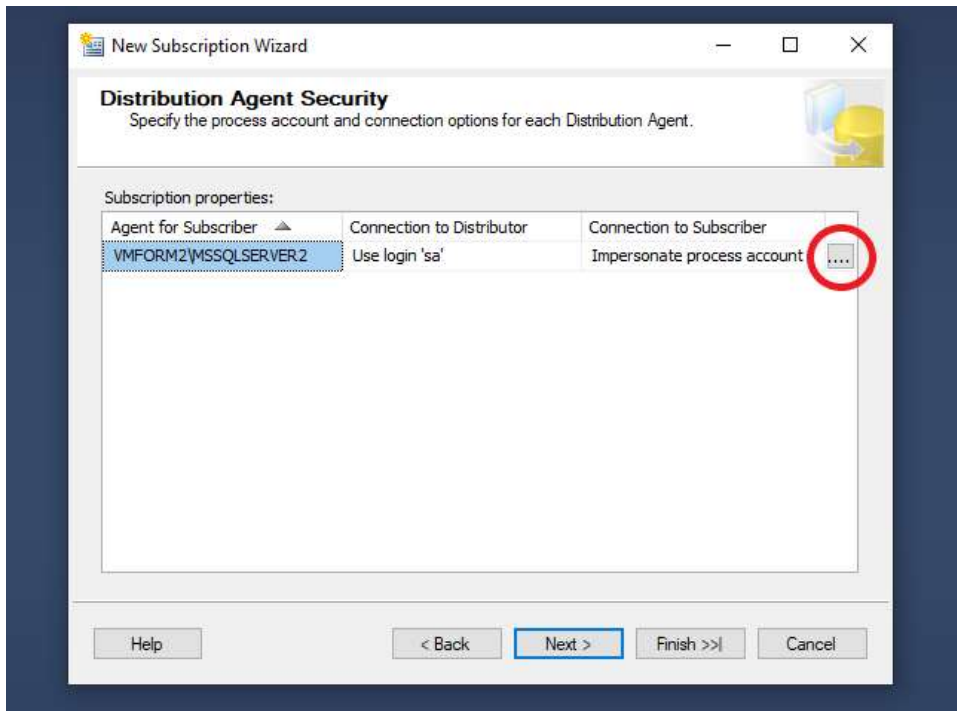 New Subscription Wizard
Distribution Agent Security
Specify the process account and connection options for each Distribution Agent.
Subscription properties:
Agent for Subscriber Connection to Distributor Connection to Subscriber
VMFORM2\MSSQLSERVER2 Use login 'sa' Impersonate process account ....
Help < Back Next > Finish >>| Cancel